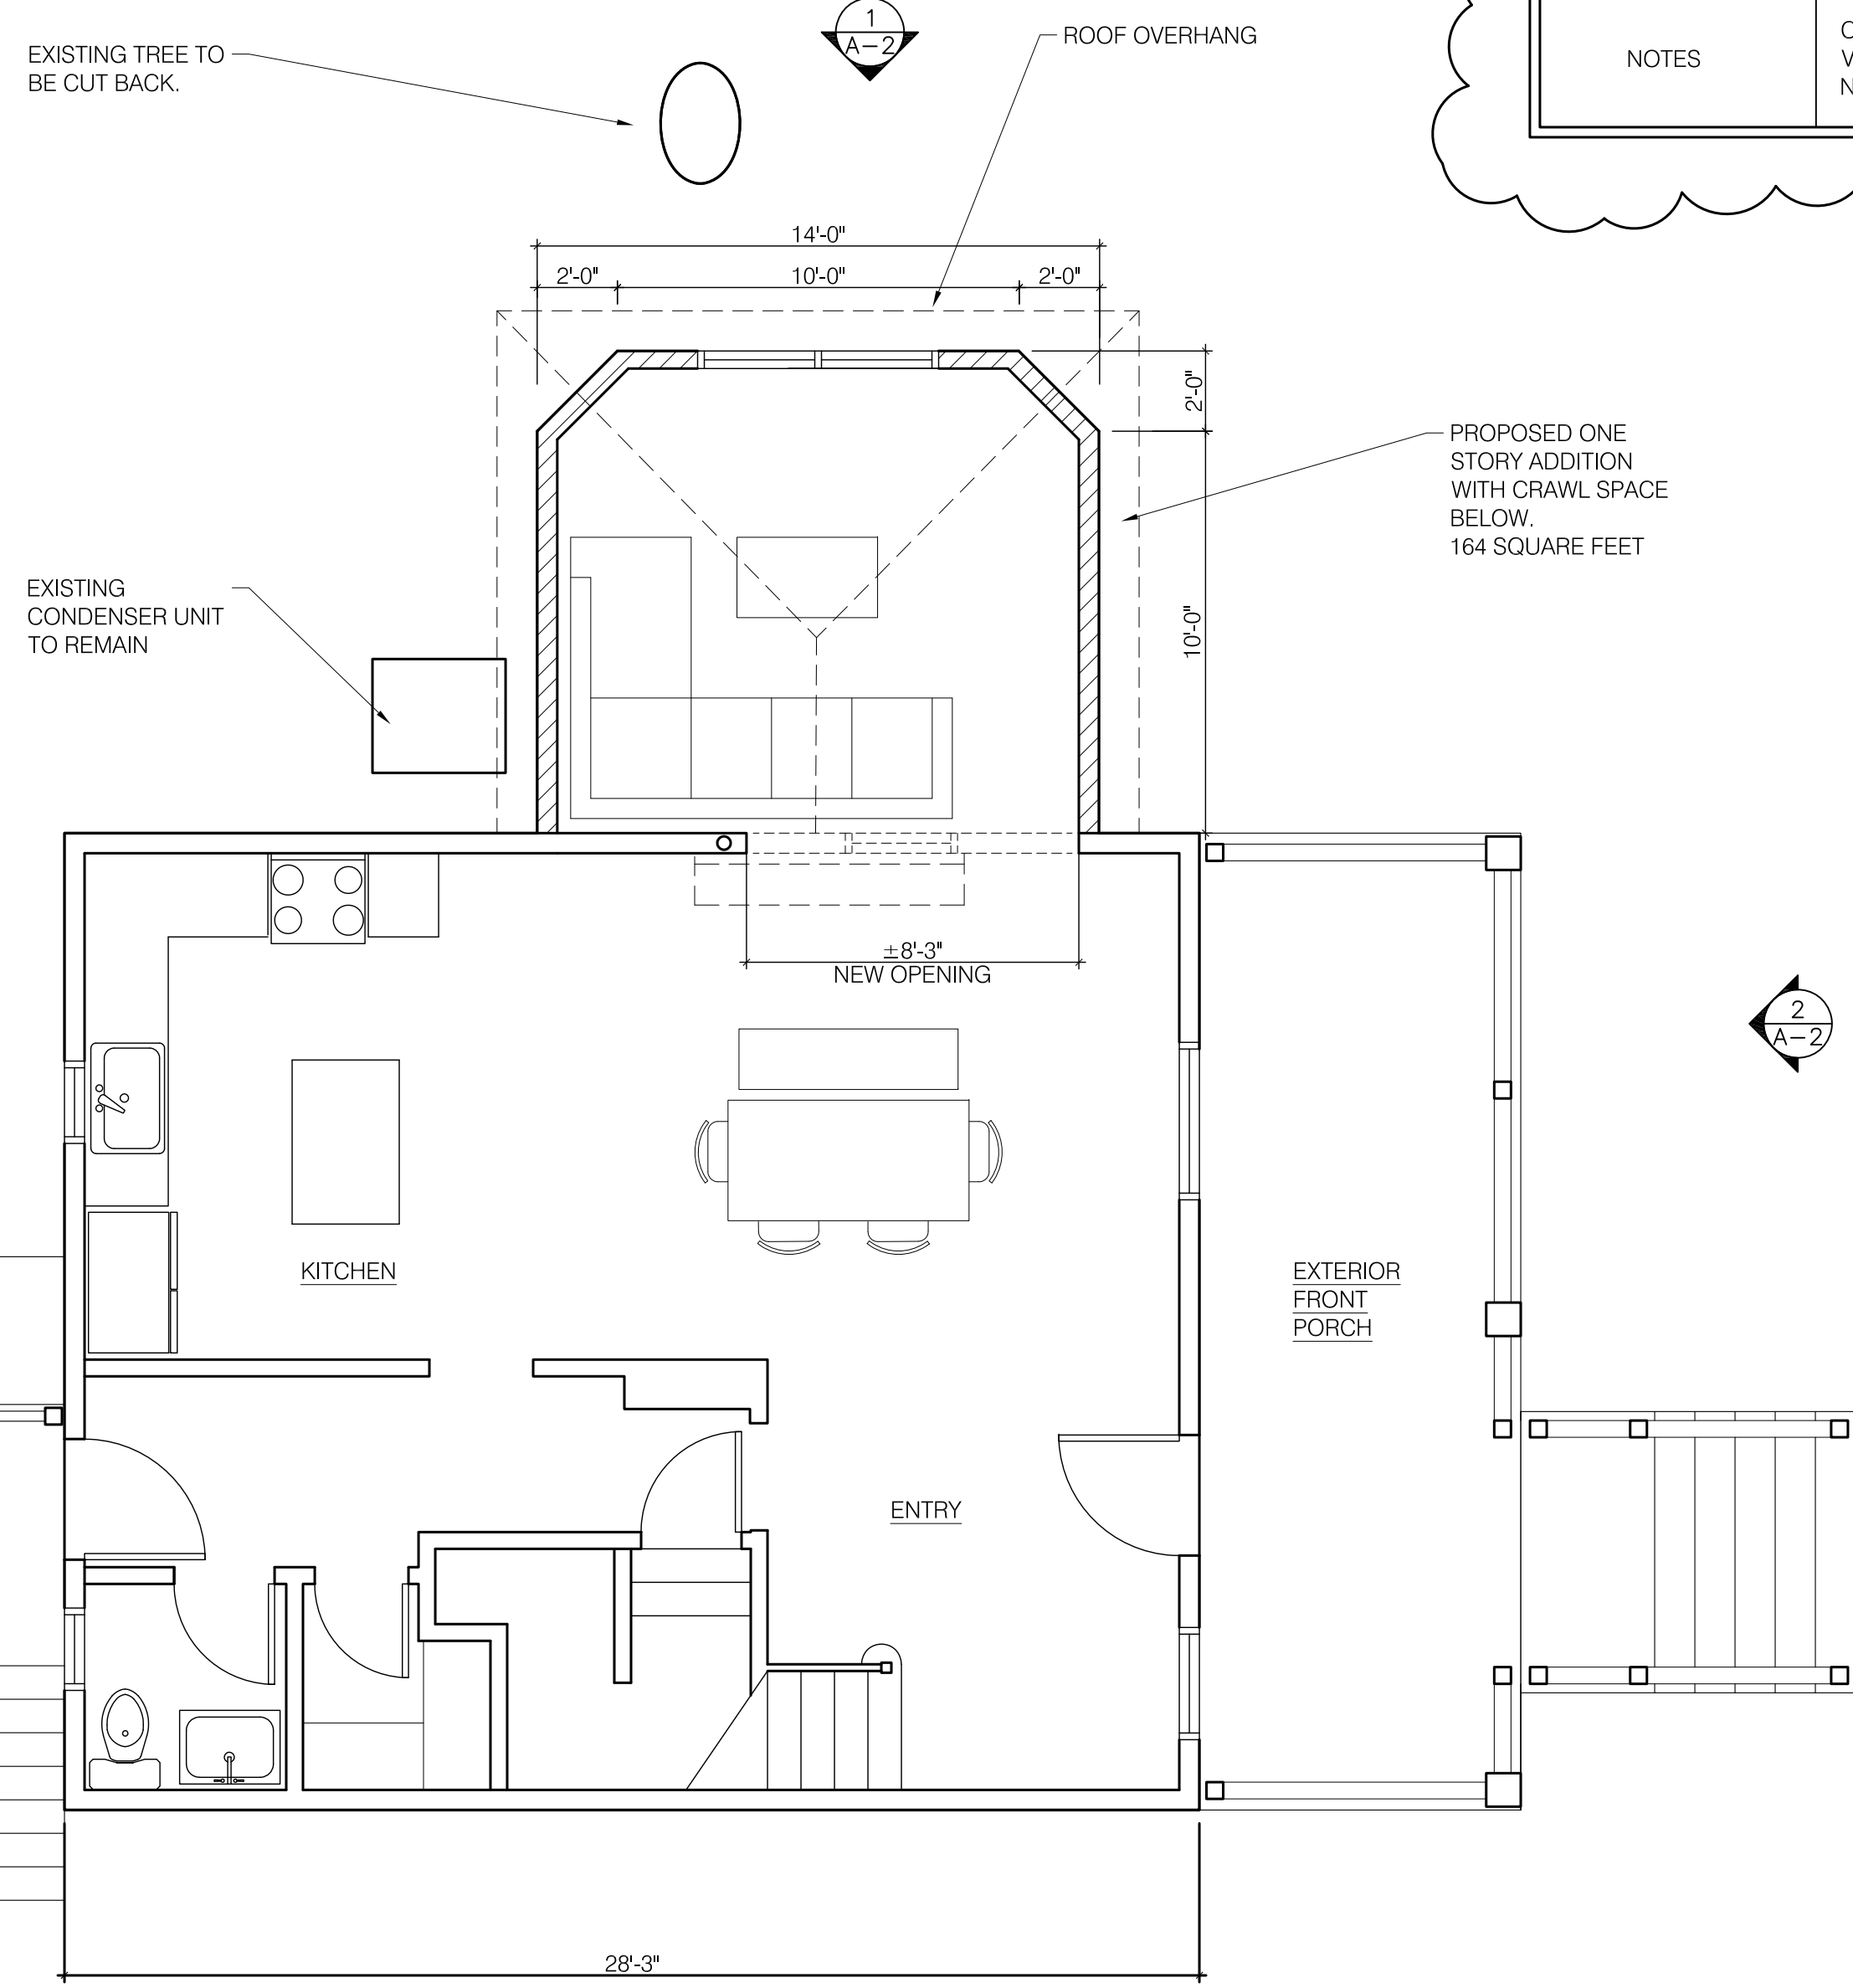 1
A-2
EXISTING TREE TO
BE CUT BACK.
ROOF OVERHANG
NOTES
14'-0"
2'-0"
10'-0"
2'-0"
2'-0"
PROPOSED ONE
STORY ADDITION
WITH CRAWL SPACE
BELOW.
164 SQUARE FEET
EXISTING
CONDENSER UNIT
TO REMAIN
10'-0"
±8'-3"
NEW OPENING
2
A-2
KITCHEN
EXTERIOR
FRONT
PORCH
ENTRY
28'-3"